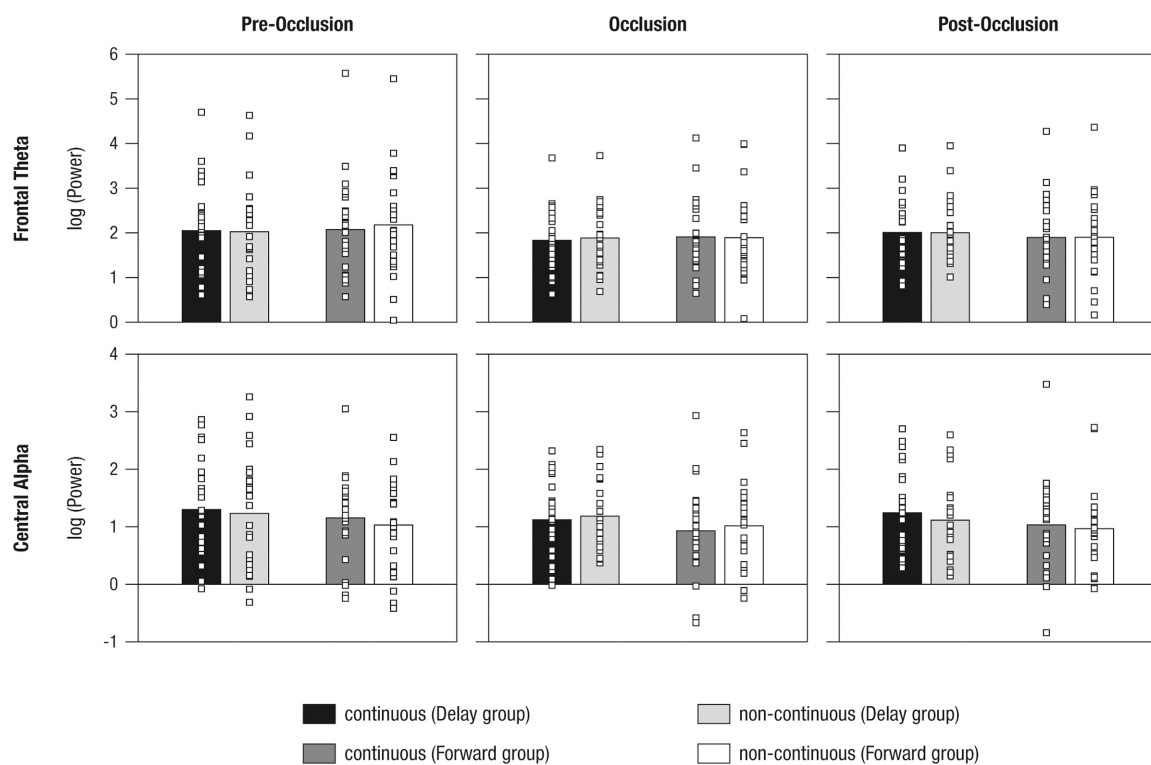 Pre-Occlusion Occlusion Post-Occlusion
Frontal Theta
log (Power)
6
5
4
3
2
1
0
Central Alpha
log (Power)
4
3
2
1
0
-1
continuous (Delay group) non-continuous (Delay group)
continuous (Forward group) non-continuous (Forward group)